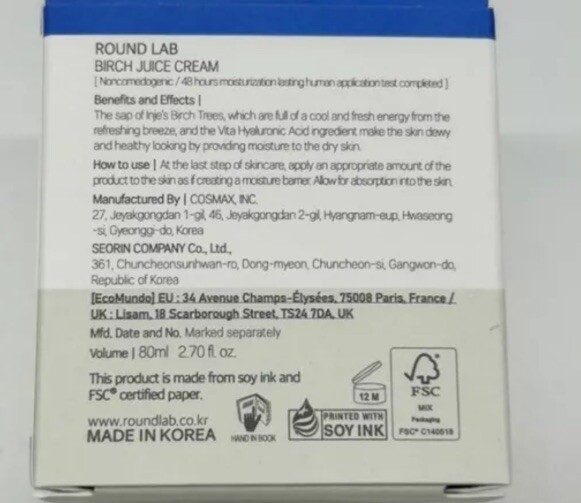 ROUND LAB
BIRCH JUICE CREAM
[ Noncomedogenic / 48 hours moisturization lasting human application test completed ]
Benefits and Effects |
The sap of Inje's Birch Trees, which are full of a cool and fresh energy from the
refreshing breeze, and the Vita Hyaluronic Acid ingredient make the skin dewy
and healthy looking by providing moisture to the dry skin.
How to use | At the last step of skincare, apply an appropriate amount of the
product to the skin as if creating a moisture barrier. Allow for absorption into the skin.
Manufactured By | COSMAX, INC.
27, Jeyakgongdan 1-gil, 46, Jeyakgongdan 2-gil, Hyangnam-eup, Hwaseong
-si, Gyeonggi-do, Korea
SEORIN COMPANY Co., Ltd.,
361, Chuncheonsunhwan-ro, Dong-myeon, Chuncheon-si, Gangwon-do,
Republic of Korea
[EcoMundo] EU : 34 Avenue Champs-Élysées, 75008 Paris, France /
UK : Lisam, 18 Scarborough Street, TS24 7DA, UK
Mfd. Date and No. Marked separately
Volume | 80ml 2.70 fl. oz.
This product is made from soy ink and
FSC® certified paper.
www.roundlab.co.kr
MADE IN KOREA
HAND IN BOOK
PRINTED WITH
SOY INK
12 M
FSC
MIX
Packaging
FSC®